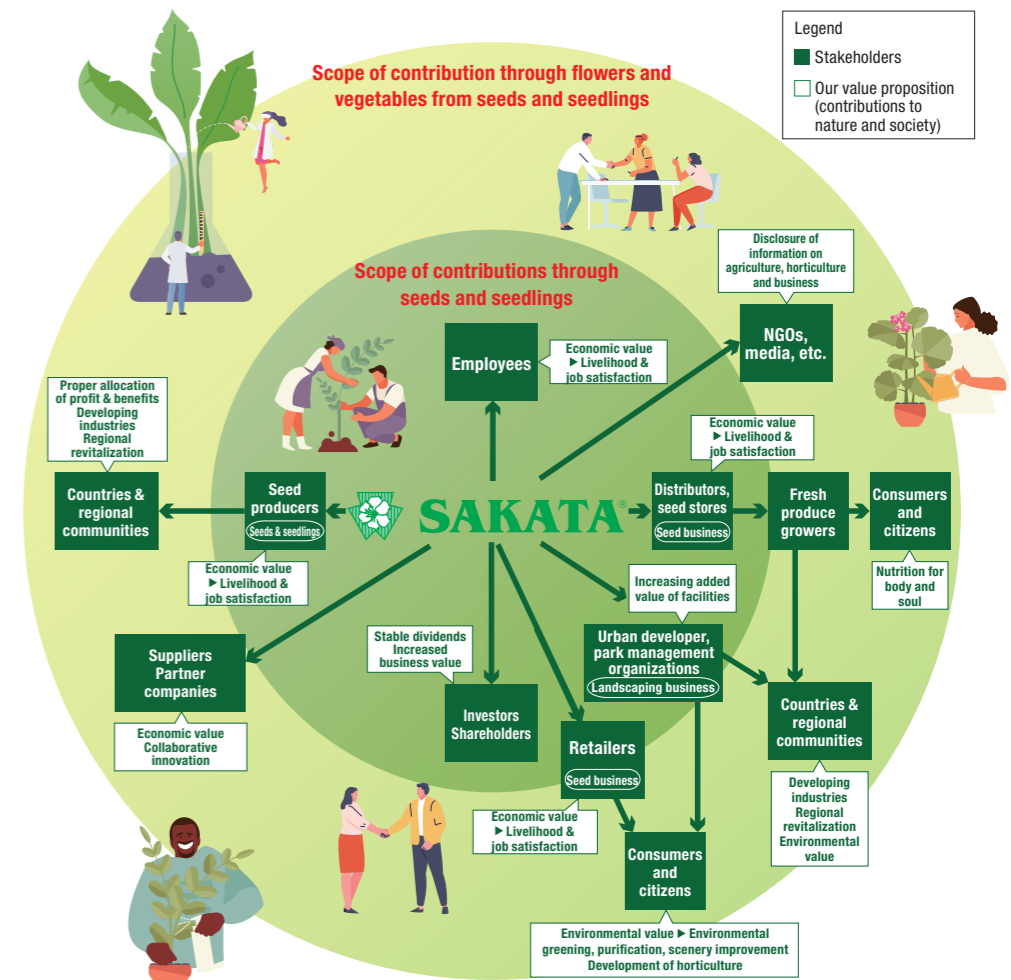 Legend
Stakeholders
Our value proposition
(contributions to
nature and society)
Scope of contribution through flowers and
vegetables from seeds and seedlings
Scope of contributions through
seeds and seedlings
Disclosure of
information on
agriculture, horticulture
and business
NGOs,
media, etc.
Employees
Economic value
▶ Livelihood &
job satisfaction
Proper allocation
of profit & benefits
Developing
industries
Regional
revitalization
Countries &
regional
communities
Seed
producers
Seeds & seedlings
Economic value
▶ Livelihood &
job satisfaction
SAKATA®
Economic value
▶ Livelihood &
job satisfaction
Distributors,
seed stores
Seed business
Fresh
produce
growers
Consumers
and
citizens
Nutrition for
body and
soul
Increasing added
value of facilities
Urban developer,
park management
organizations
Landscaping business
Suppliers
Partner
companies
Economic value
Collaborative
innovation
Stable dividends
Increased
business value
Investors
Shareholders
Retailers
Seed business
Economic value
▶ Livelihood &
job satisfaction
Countries &
regional
communities
Developing
industries
Regional
revitalization
Environmental
value
Consumers
and
citizens
Environmental value ▶ Environmental
greening, purification, scenery improvement
Development of horticulture